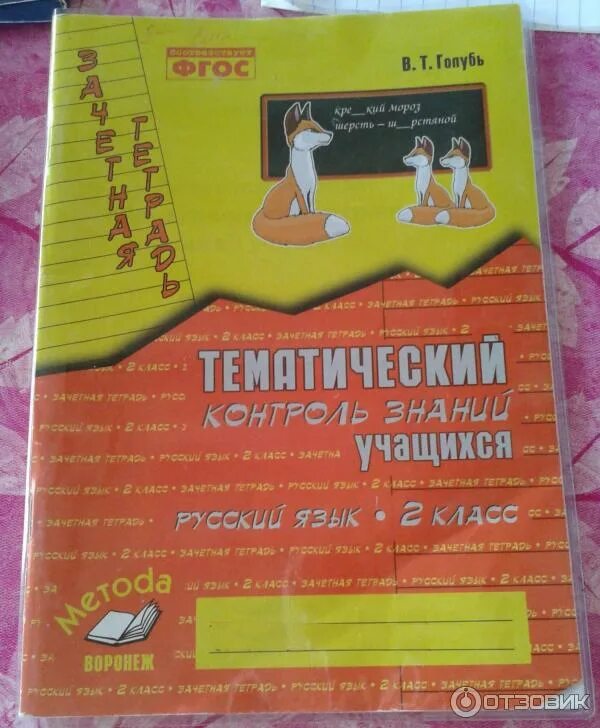 ЗАЧЕТНАЯ
ТЕТРАДЬ
соответствует
ФГОС
В. Т. Голубь
кре__кий мороз
шерсть – ш__рстяной
ТЕМАТИЧЕСКИЙ
КОНТРОЛЬ ЗНАНИЙ
УЧАЩИХСЯ
РУССКИЙ ЯЗЫК • 2 КЛАСС
Метода
ВОРОНЕЖ
ОТЗОВИК